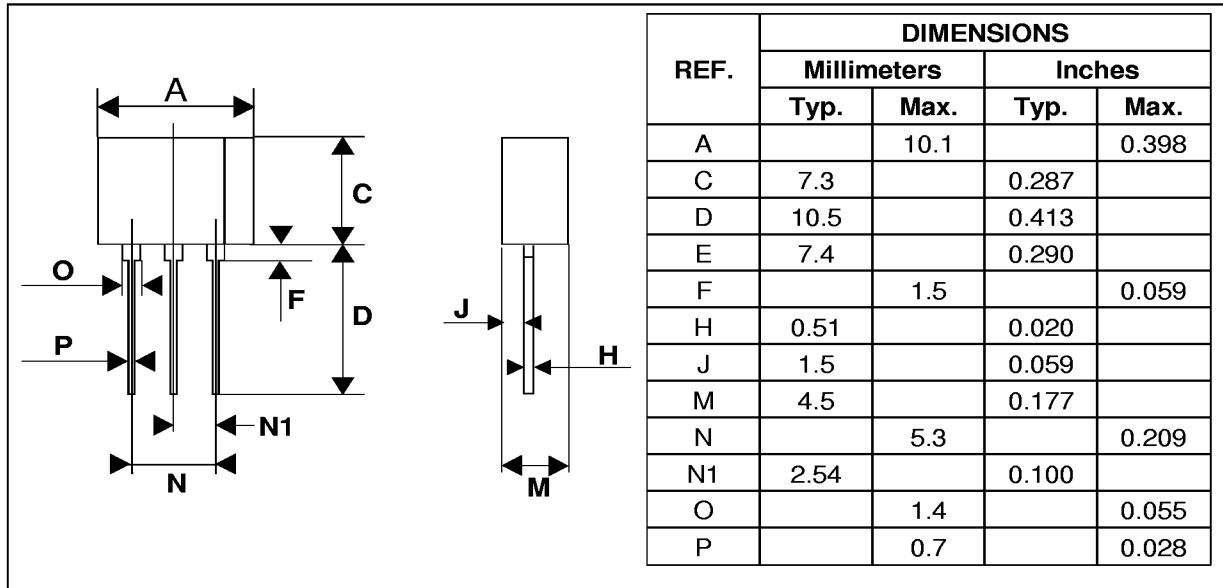 A
C
O
F
D
P
N1
N
J
H
M
REF. DIMENSIONS
Millimeters Inches
Typ. Max. Typ. Max.
A 10.1 0.398
C 7.3 0.287
D 10.5 0.413
E 7.4 0.290
F 1.5 0.059
H 0.51 0.020
J 1.5 0.059
M 4.5 0.177
N 5.3 0.209
N1 2.54 0.100
O 1.4 0.055
P 0.7 0.028